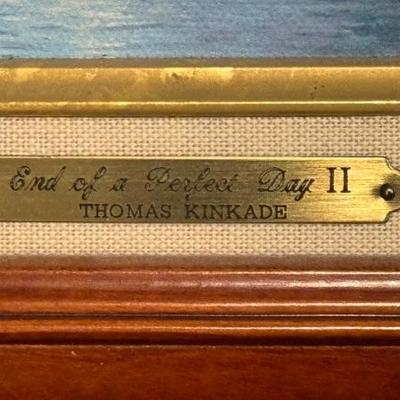 End of a Perfect Day II
THOMAS KINKADE